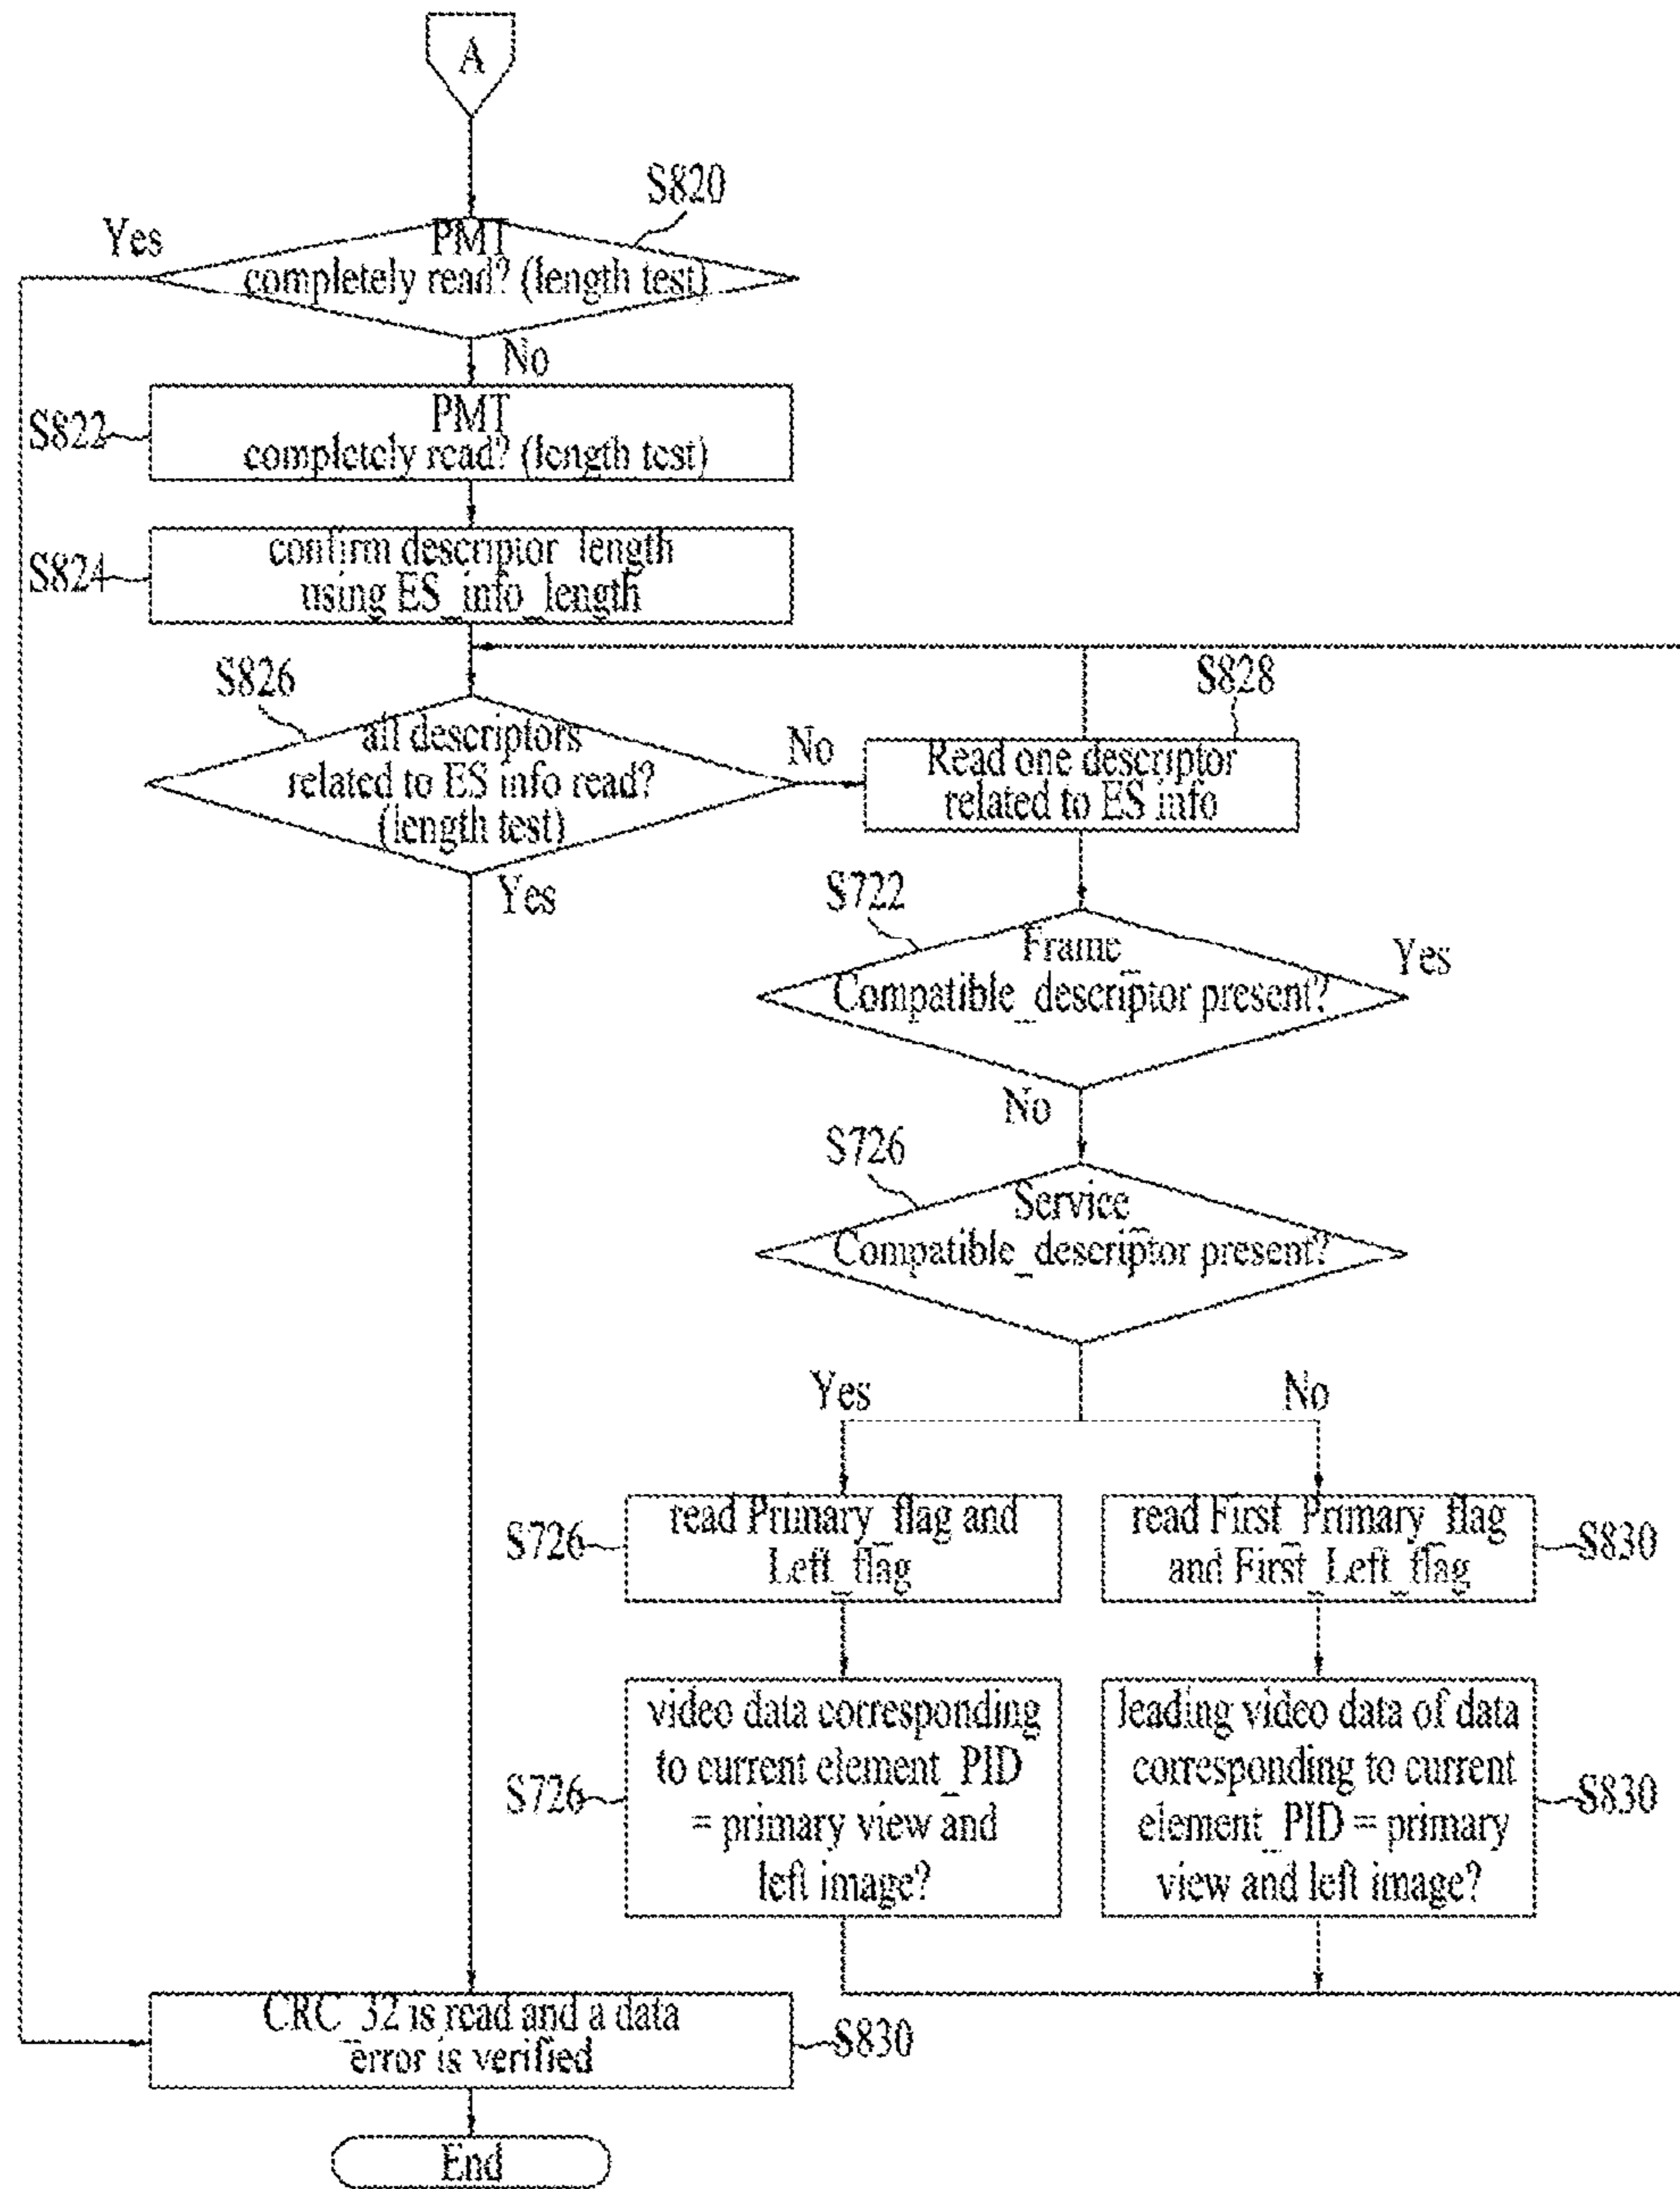 A
S820
Yes
PMT
completely read? (length test)
No
S822
PMT
completely read? (length test)
S824
confirm descriptor_length
using ES_info_length
S826
all descriptors
related to ES info read?
(length test)
No
Yes
S828
Read one descriptor
related to ES info
S722
Frame_
Compatible_descriptor present?
Yes
No
S726
Service_
Compatible_descriptor present?
Yes
No
S726
read Primary_flag and
Left_flag
read First_Primary_flag
and First_Left_flag
S830
S726
video data corresponding
to current element_PID
= primary view and
left image?
leading video data of data
corresponding to current
element_PID = primary
view and left image?
S830
CRC_32 is read and a data
error is verified
S830
End